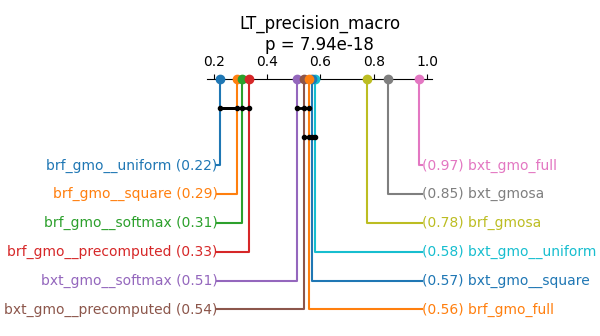 LT_precision_macro
p = 7.94e-18
0.2 0.4 0.6 0.8 1.0
brf_gmo__uniform (0.22) (0.97) bxt_gmo_full
brf_gmo__square (0.29) (0.85) bxt_gmosa
brf_gmo__softmax (0.31) (0.78) brf_gmosa
brf_gmo__precomputed (0.33) (0.58) bxt_gmo__uniform
bxt_gmo__softmax (0.51) (0.57) bxt_gmo__square
bxt_gmo__precomputed (0.54) (0.56) brf_gmo_full